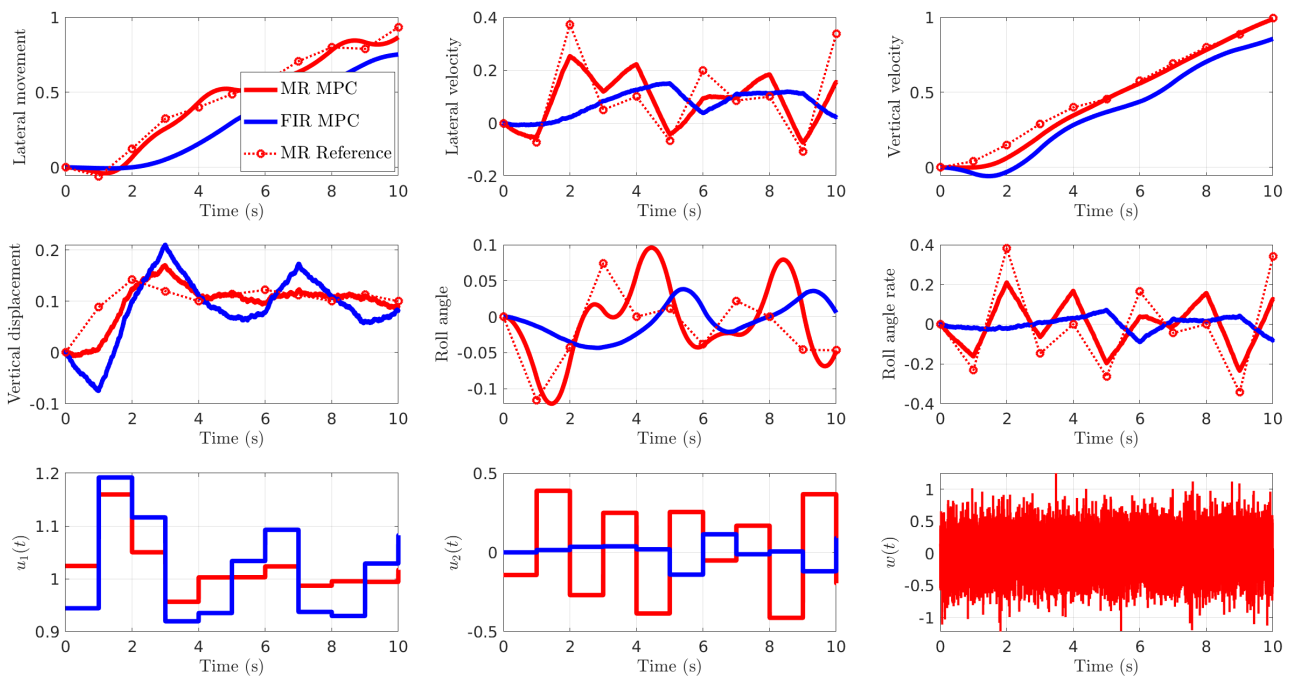 Lateral movement
1
0.5
0
0 2 4 6 8 10
Time (s)
MR MPC
FIR MPC
MR Reference
Lateral velocity
0.4
0.2
0
-0.2
0 2 4 6 8 10
Time (s)
Vertical velocity
1
0.5
0
0 2 4 6 8 10
Time (s)
Vertical displacement
0.2
0.1
0
-0.1
0 2 4 6 8 10
Time (s)
Roll angle
0.1
0.05
0
-0.05
-0.1
0 2 4 6 8 10
Time (s)
Roll angle rate
0.4
0.2
0
-0.2
-0.4
0 2 4 6 8 10
Time (s)
u₁(t)
1.2
1.1
1
0.9
0 2 4 6 8 10
Time (s)
u₂(t)
0.5
0
-0.5
0 2 4 6 8 10
Time (s)
w(t)
1
0.5
0
-0.5
-1
0 2 4 6 8 10
Time (s)